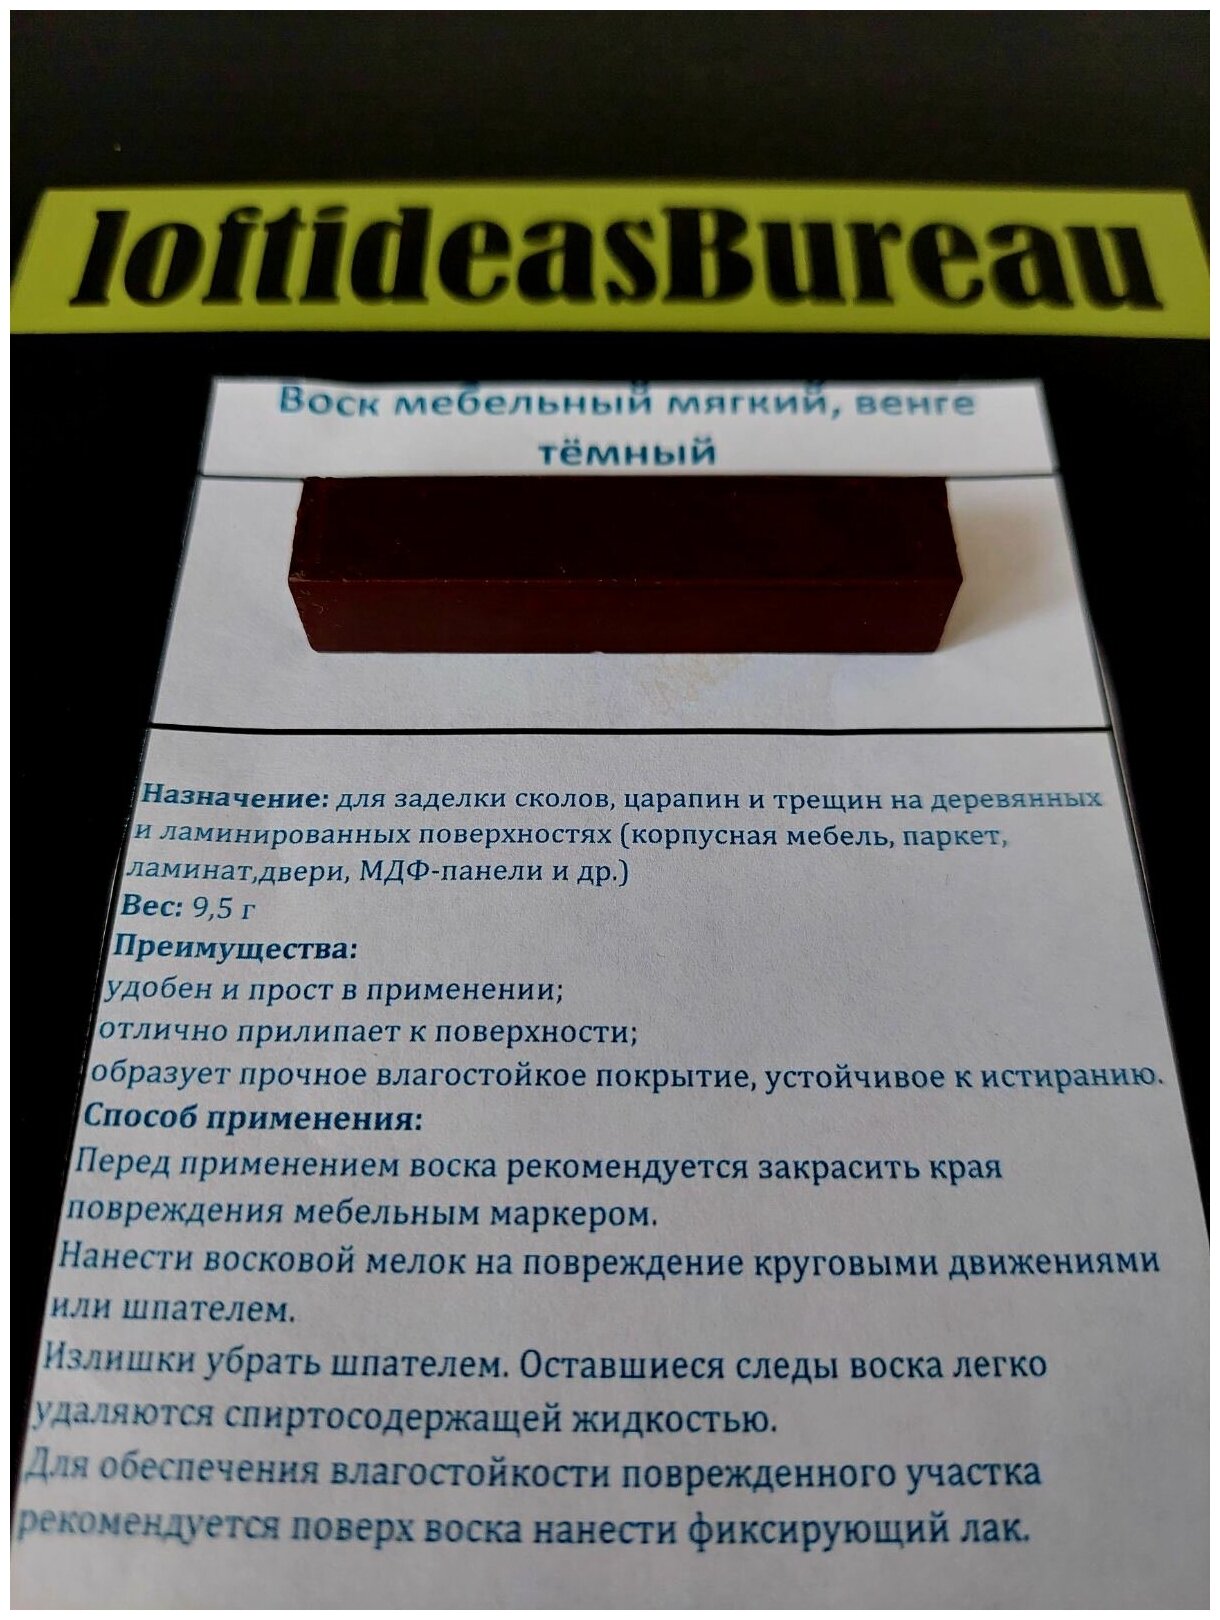 loftideasBureau
Воск мебельный мягкий, венге
тёмный
Назначение: для заделки сколов, царапин и трещин на деревянных
и ламинированных поверхностях (корпусная мебель, паркет,
ламинат,двери, МДФ-панели и др.)
Вес: 9,5 г
Преимущества:
удобен и прост в применении;
отлично прилипает к поверхности;
образует прочное влагостойкое покрытие, устойчивое к истиранию.
Способ применения:
Перед применением воска рекомендуется закрасить края
повреждения мебельным маркером.
Нанести восковой мелок на повреждение круговыми движениями
или шпателем.
Излишки убрать шпателем. Оставшиеся следы воска легко
удаляются спиртосодержащей жидкостью.
Для обеспечения влагостойкости поврежденного участка
рекомендуется поверх воска нанести фиксирующий лак.